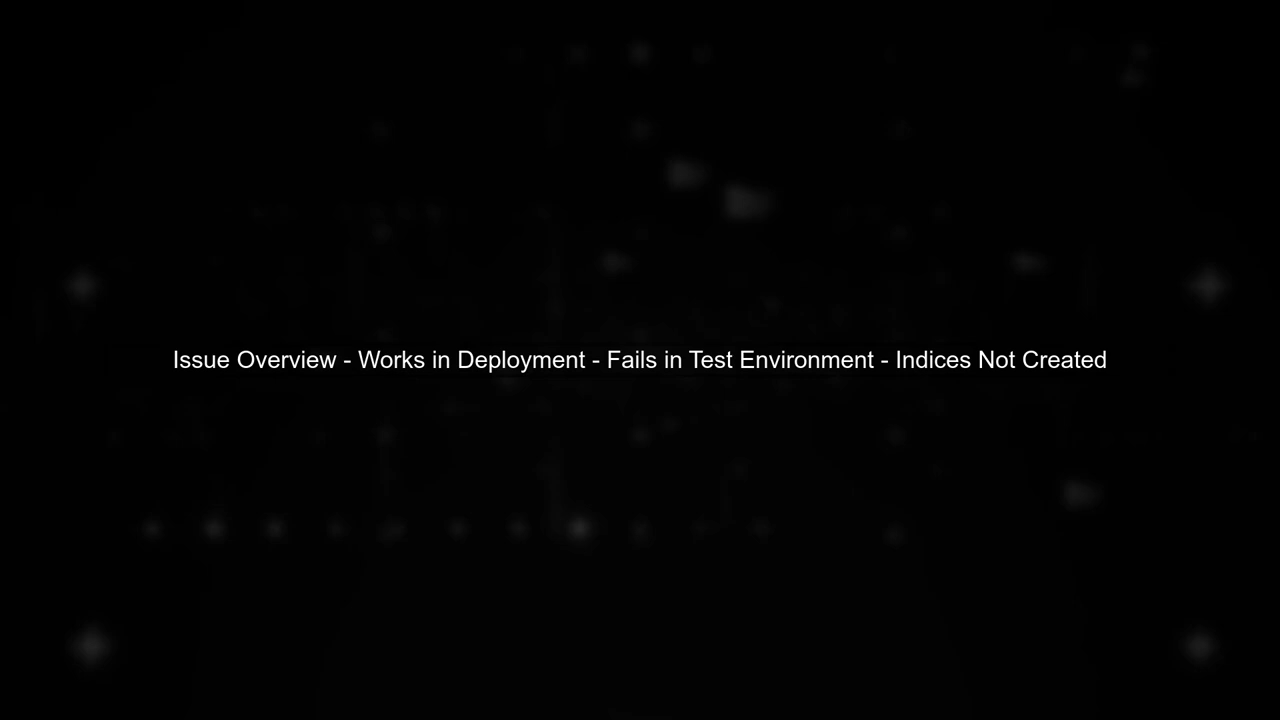 Issue Overview - Works in Deployment - Fails in Test Environment - Indices Not Created